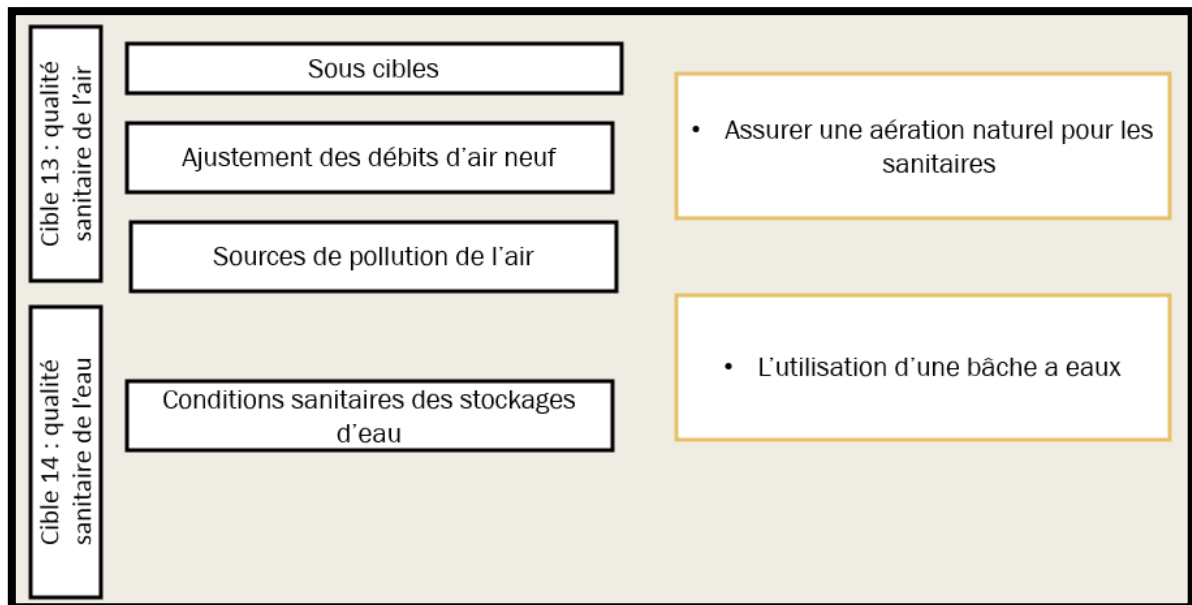 Cible 13 : qualité
sanitaire de l'air
Sous cibles
Ajustement des débits d'air neuf
Sources de pollution de l'air
• Assurer une aération naturel pour les
sanitaires
Cible 14 : qualité
sanitaire de l'eau
Conditions sanitaires des stockages
d'eau
• L'utilisation d'une bâche a eaux